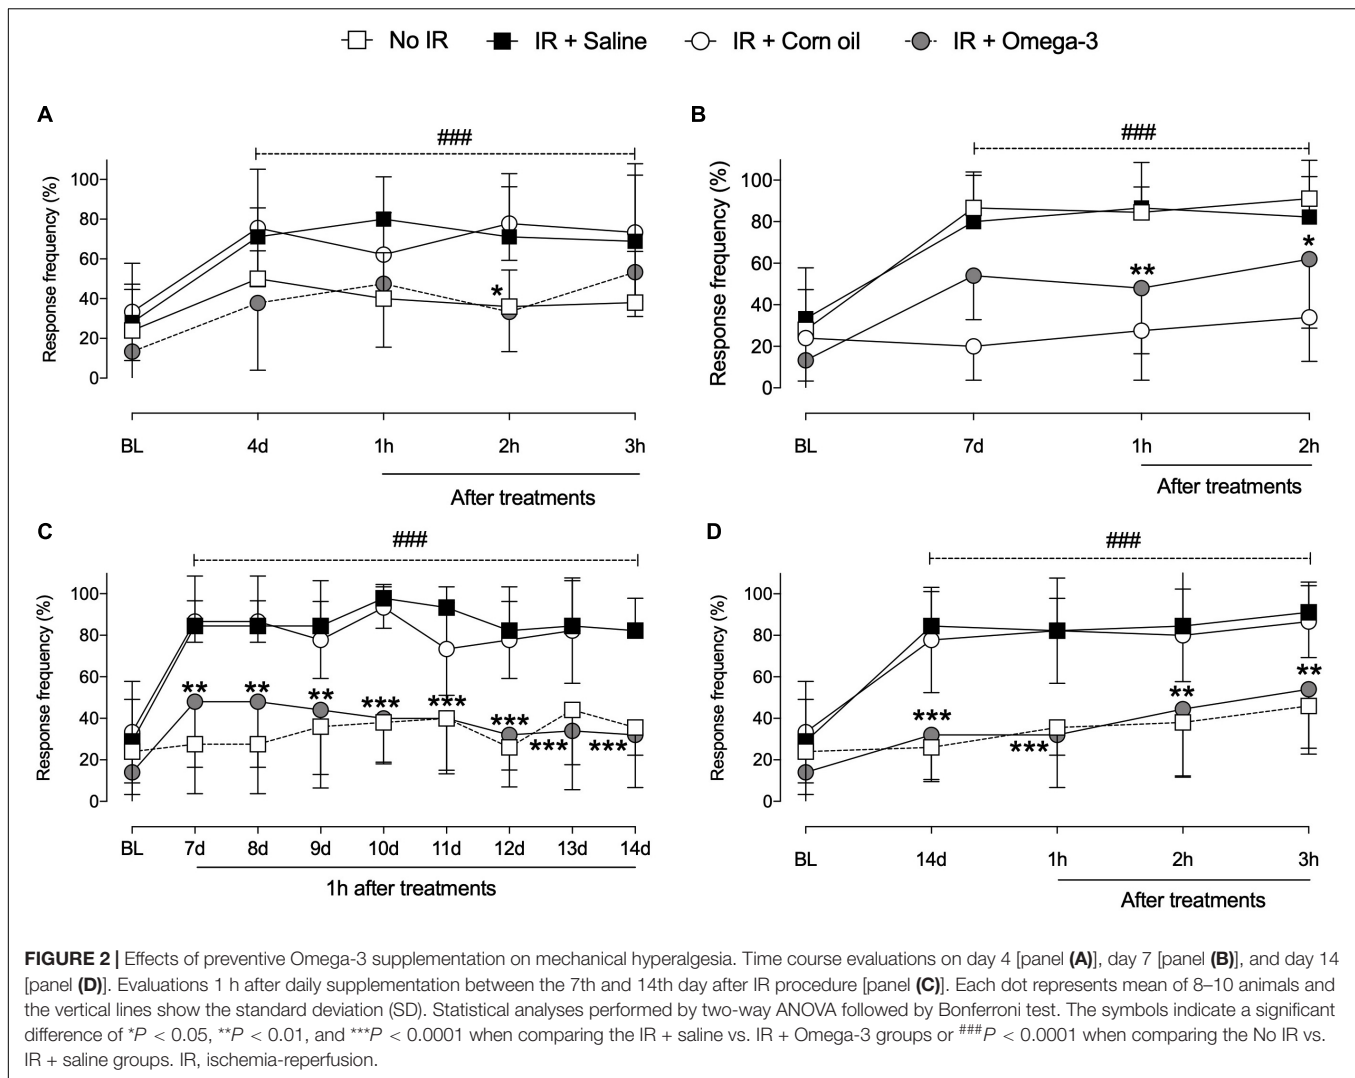 No IR IR + Saline IR + Corn oil IR + Omega-3
A
###
Response frequency (%)
100
80
60
40
20
0
*
BL 4d 1h 2h 3h
After treatments
B
###
Response frequency (%)
100
80
60
40
20
0
**
*
BL 7d 1h 2h
After treatments
C
###
Response frequency (%)
100
80
60
40
20
0
** ** ** *** *** *** *** ***
BL 7d 8d 9d 10d 11d 12d 13d 14d
1h after treatments
D
###
Response frequency (%)
100
80
60
40
20
0
*** *** ** **
BL 14d 1h 2h 3h
After treatments
FIGURE 2 | Effects of preventive Omega-3 supplementation on mechanical hyperalgesia. Time course evaluations on day 4 [panel (A)], day 7 [panel (B)], and day 14
[panel (D)]. Evaluations 1 h after daily supplementation between the 7th and 14th day after IR procedure [panel (C)]. Each dot represents mean of 8–10 animals and
the vertical lines show the standard deviation (SD). Statistical analyses performed by two-way ANOVA followed by Bonferroni test. The symbols indicate a significant
difference of *P < 0.05, **P < 0.01, and ***P < 0.0001 when comparing the IR + saline vs. IR + Omega-3 groups or ###P < 0.0001 when comparing the No IR vs.
IR + saline groups. IR, ischemia-reperfusion.